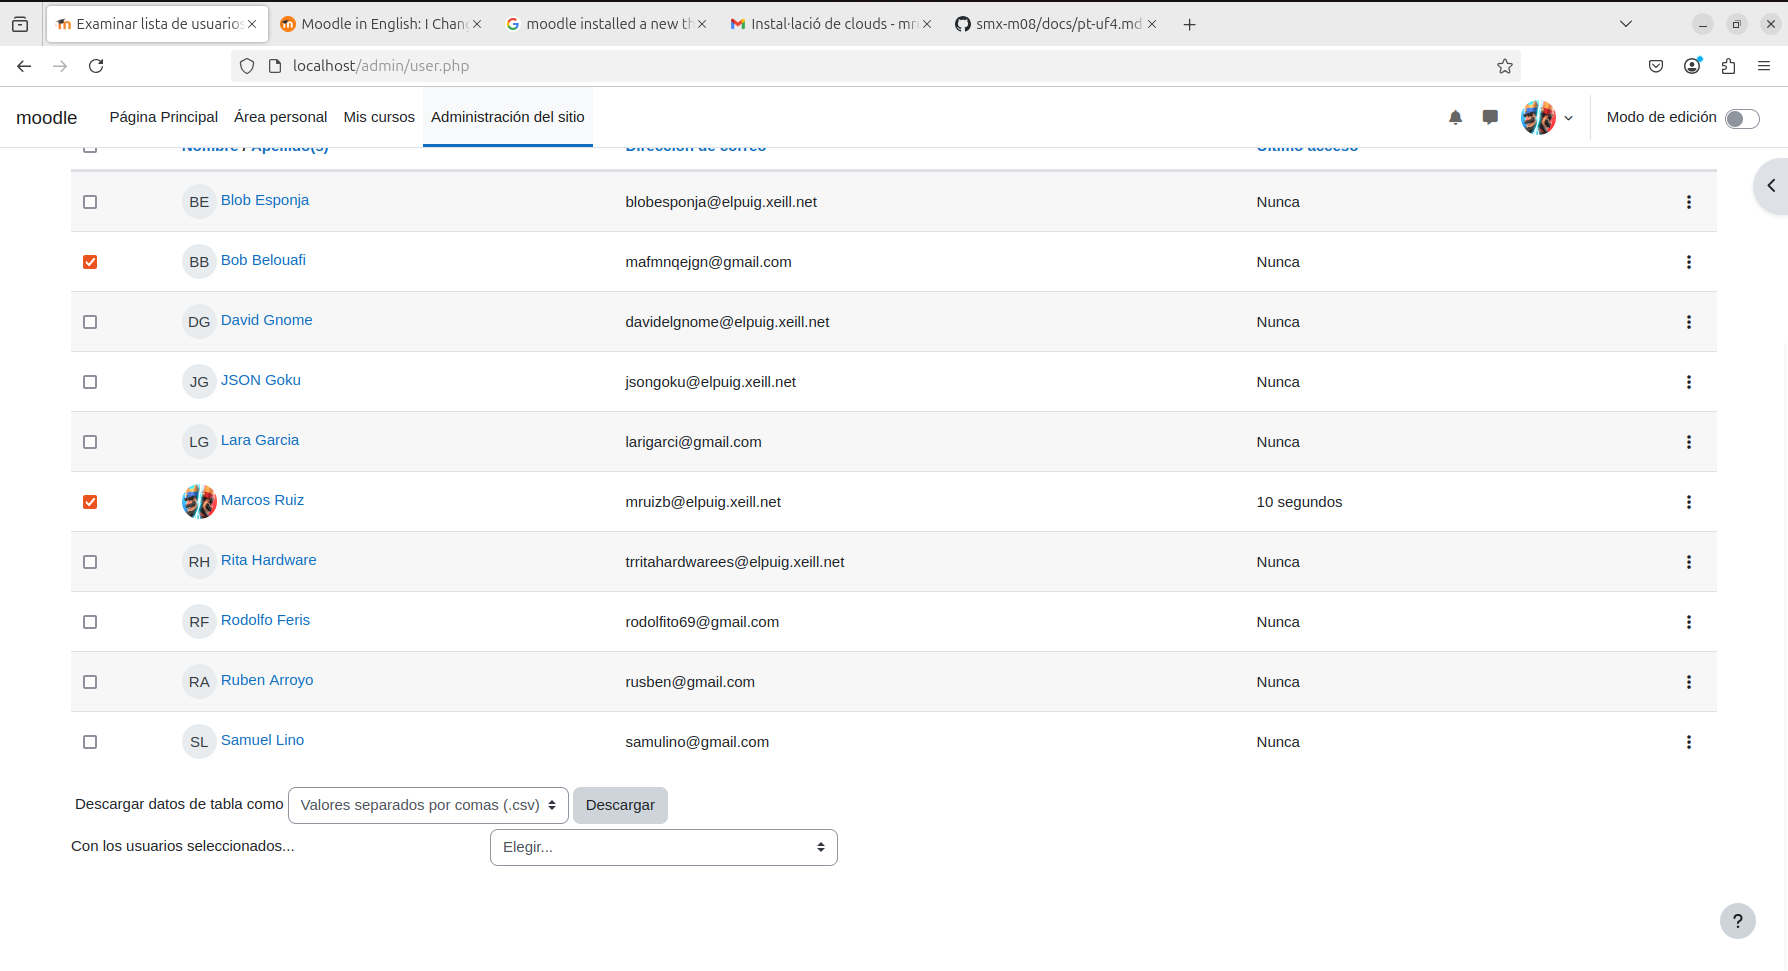 Examinar lista de usuarios
Moodle in English: I Chan
moodle installed a new th
Instal·lació de clouds - mru
smx-m08/docs/pt-uf4.md
localhost/admin/user.php
moodle
Página Principal
Área personal
Mis cursos
Administración del sitio
Modo de edición
Nombre / Apellido(s)
Dirección de correo
Último acceso
BE Blob Esponja blobesponja@elpuig.xeill.net Nunca
BB Bob Belouafi mafmnqejgn@gmail.com Nunca
DG David Gnome davidelgnome@elpuig.xeill.net Nunca
JG JSON Goku jsongoku@elpuig.xeill.net Nunca
LG Lara Garcia larigarci@gmail.com Nunca
Marcos Ruiz mruizb@elpuig.xeill.net 10 segundos
RH Rita Hardware trritahardwarees@elpuig.xeill.net Nunca
RF Rodolfo Feris rodolfito69@gmail.com Nunca
RA Ruben Arroyo rusben@gmail.com Nunca
SL Samuel Lino samulino@gmail.com Nunca
Descargar datos de tabla como Valores separados por comas (.csv) Descargar
Con los usuarios seleccionados... Elegir...
?